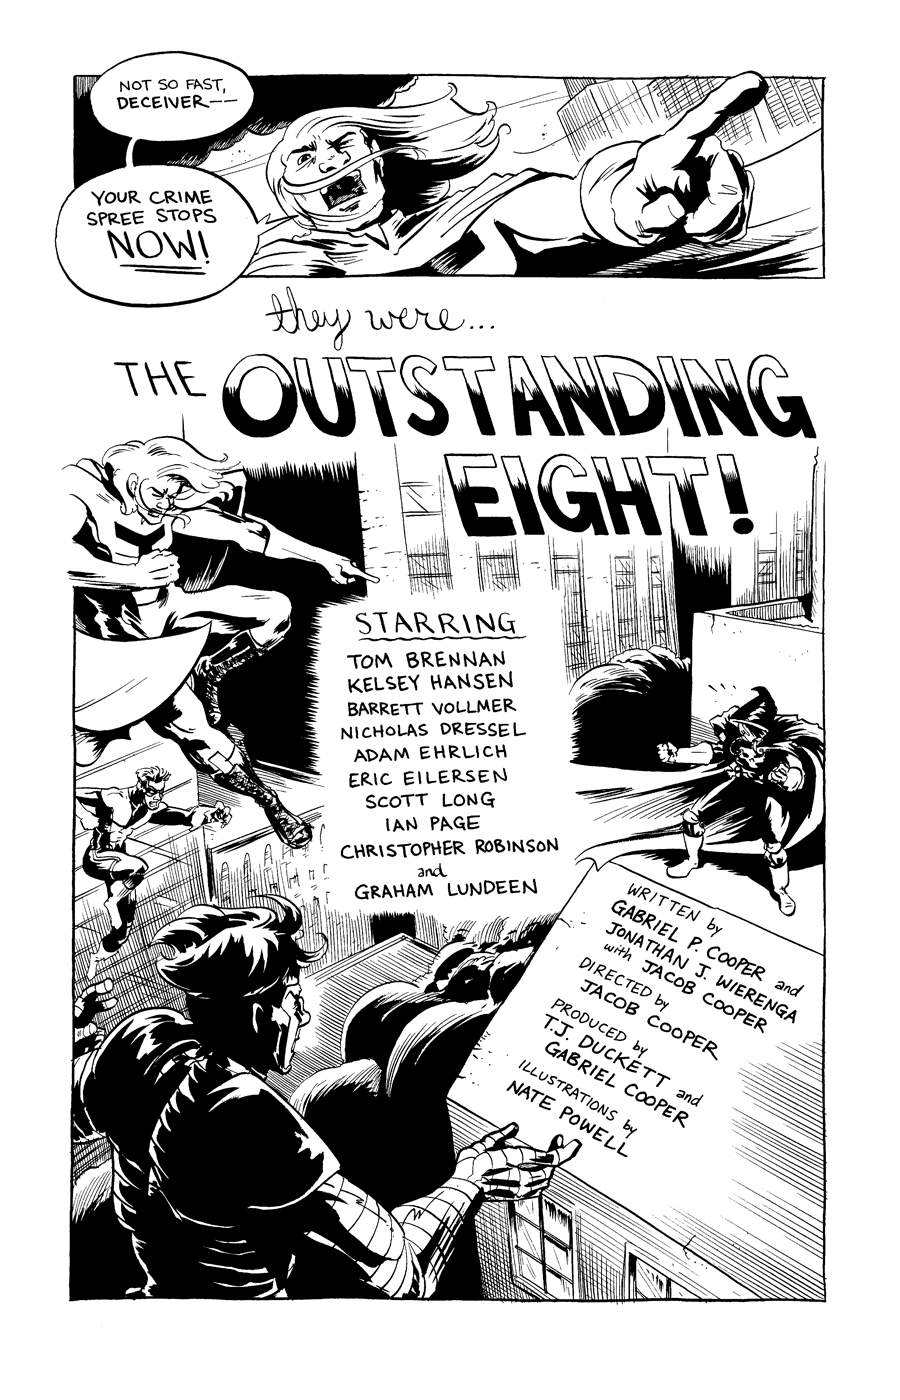 NOT SO FAST,
DECEIVER--
YOUR CRIME
SPREE STOPS
NOW!
they were...
THE OUTSTANDING
EIGHT!
STARRING
TOM BRENNAN
KELSEY HANSEN
BARRETT VOLLMER
NICHOLAS DRESSEL
ADAM EHRLICH
ERIC EILERSEN
SCOTT LONG
IAN PAGE
CHRISTOPHER ROBINSON
and
GRAHAM LUNDEEN
WRITTEN by
GABRIEL P. COOPER and
JONATHAN J. WIERENGA
with JACOB COOPER
DIRECTED by
JACOB COOPER
PRODUCED by
T.J. DUCKETT and
GABRIEL COOPER
ILLUSTRATIONS by
NATE POWELL